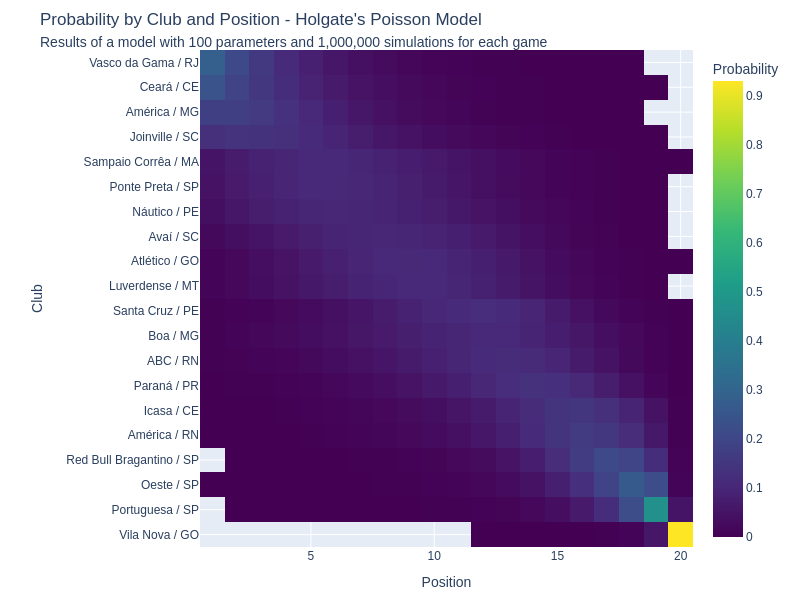 Probability by Club and Position - Holgate's Poisson Model
Results of a model with 100 parameters and 1,000,000 simulations for each game
Probability
Club
Vasco da Gama / RJ
Ceará / CE
América / MG
Joinville / SC
Sampaio Corrêa / MA
Ponte Preta / SP
Náutico / PE
Avaí / SC
Atlético / GO
Luverdense / MT
Santa Cruz / PE
Boa / MG
ABC / RN
Paraná / PR
Icasa / CE
América / RN
Red Bull Bragantino / SP
Oeste / SP
Portuguesa / SP
Vila Nova / GO
5
10
15
20
Position
0.9
0.8
0.7
0.6
0.5
0.4
0.3
0.2
0.1
0